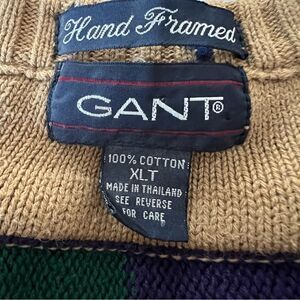 Hand Framed
GANT®
100% COTTON
XLT
MADE IN THAILAND
SEE REVERSE
FOR CARE